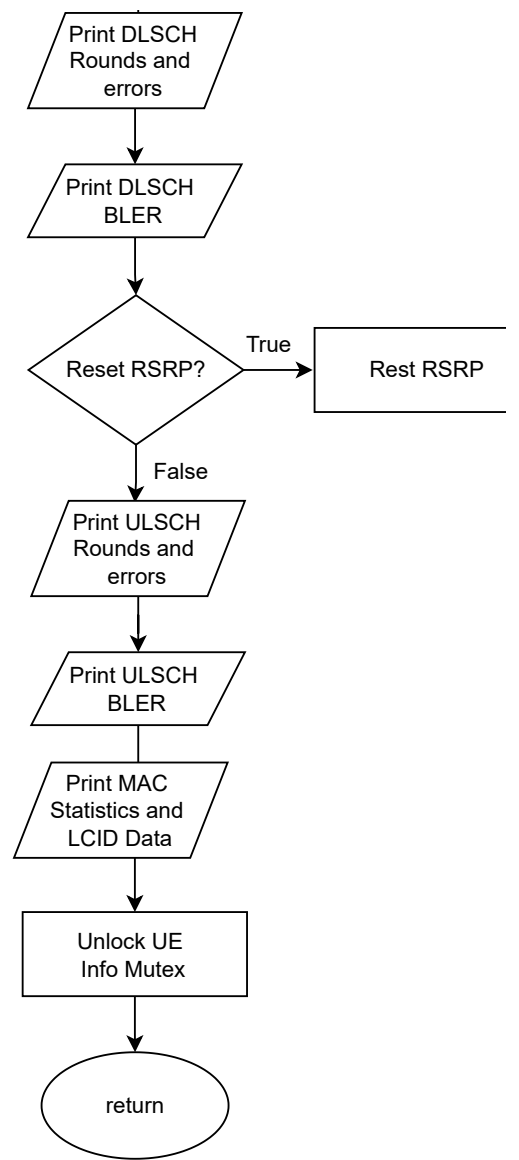 Print DLSCH
Rounds and
errors
Print DLSCH
BLER
Reset RSRP?
True
Rest RSRP
False
Print ULSCH
Rounds and
errors
Print ULSCH
BLER
Print MAC
Statistics and
LCID Data
Unlock UE
Info Mutex
return